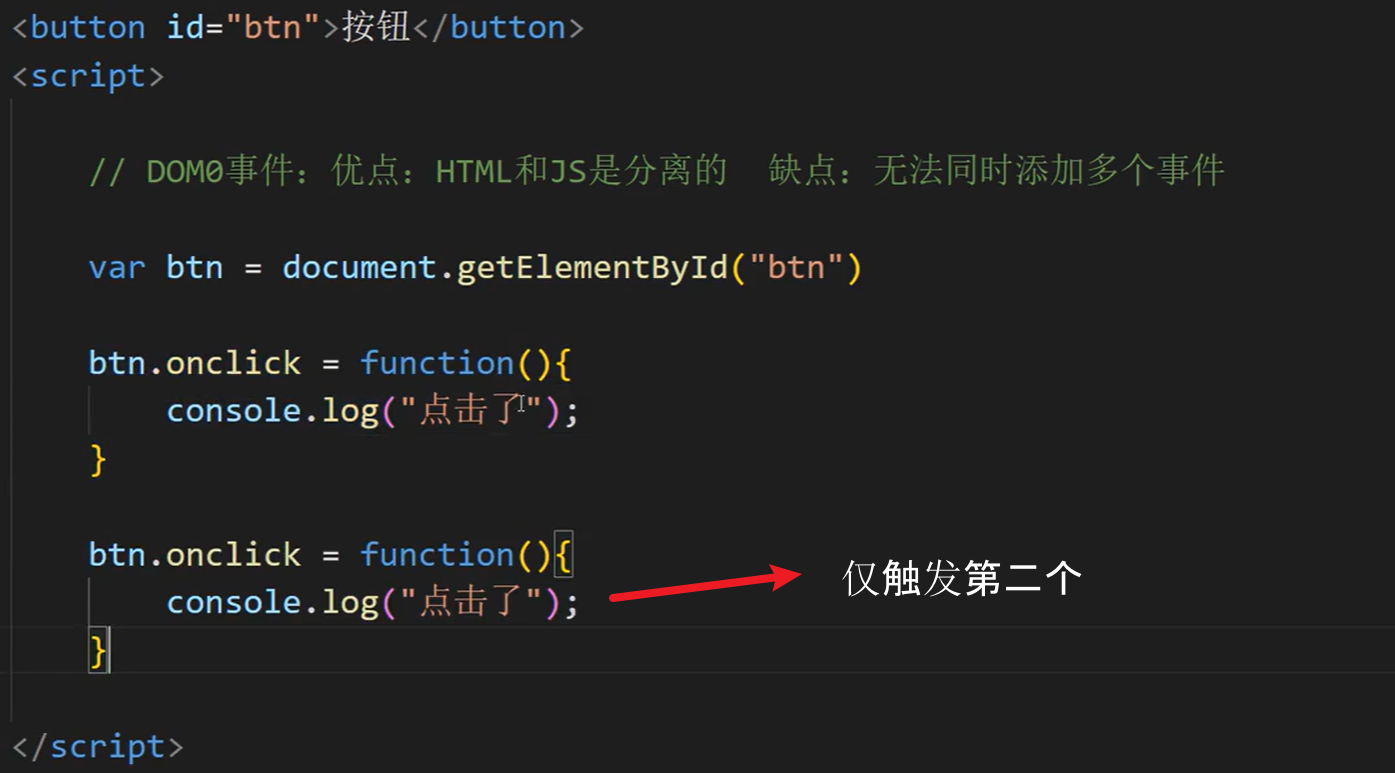 <button id="btn">按钮</button>
<script>
// DOM0事件：优点：HTML和JS是分离的  缺点：无法同时添加多个事件
var btn = document.getElementById("btn")
btn.onclick = function(){
console.log("点击了");
}
btn.onclick = function(){
console.log("点击了");
仅触发第二个
}
</script>